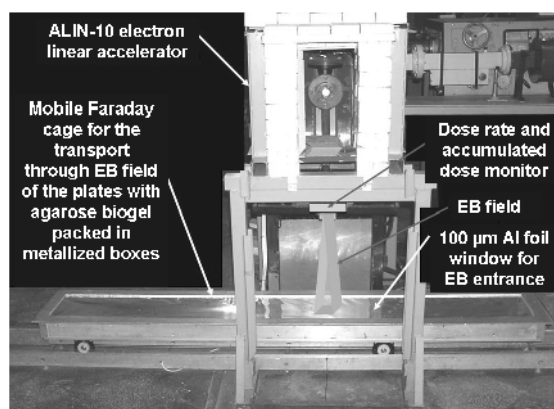 ALIN-10 electron
linear accelerator
Mobile Faraday
cage for the
transport
through EB field
of the plates with
agarose biogel
packed in
metallized boxes
Dose rate and
accumulated
dose monitor
EB field
100 µm Al foil
window for
EB entrance